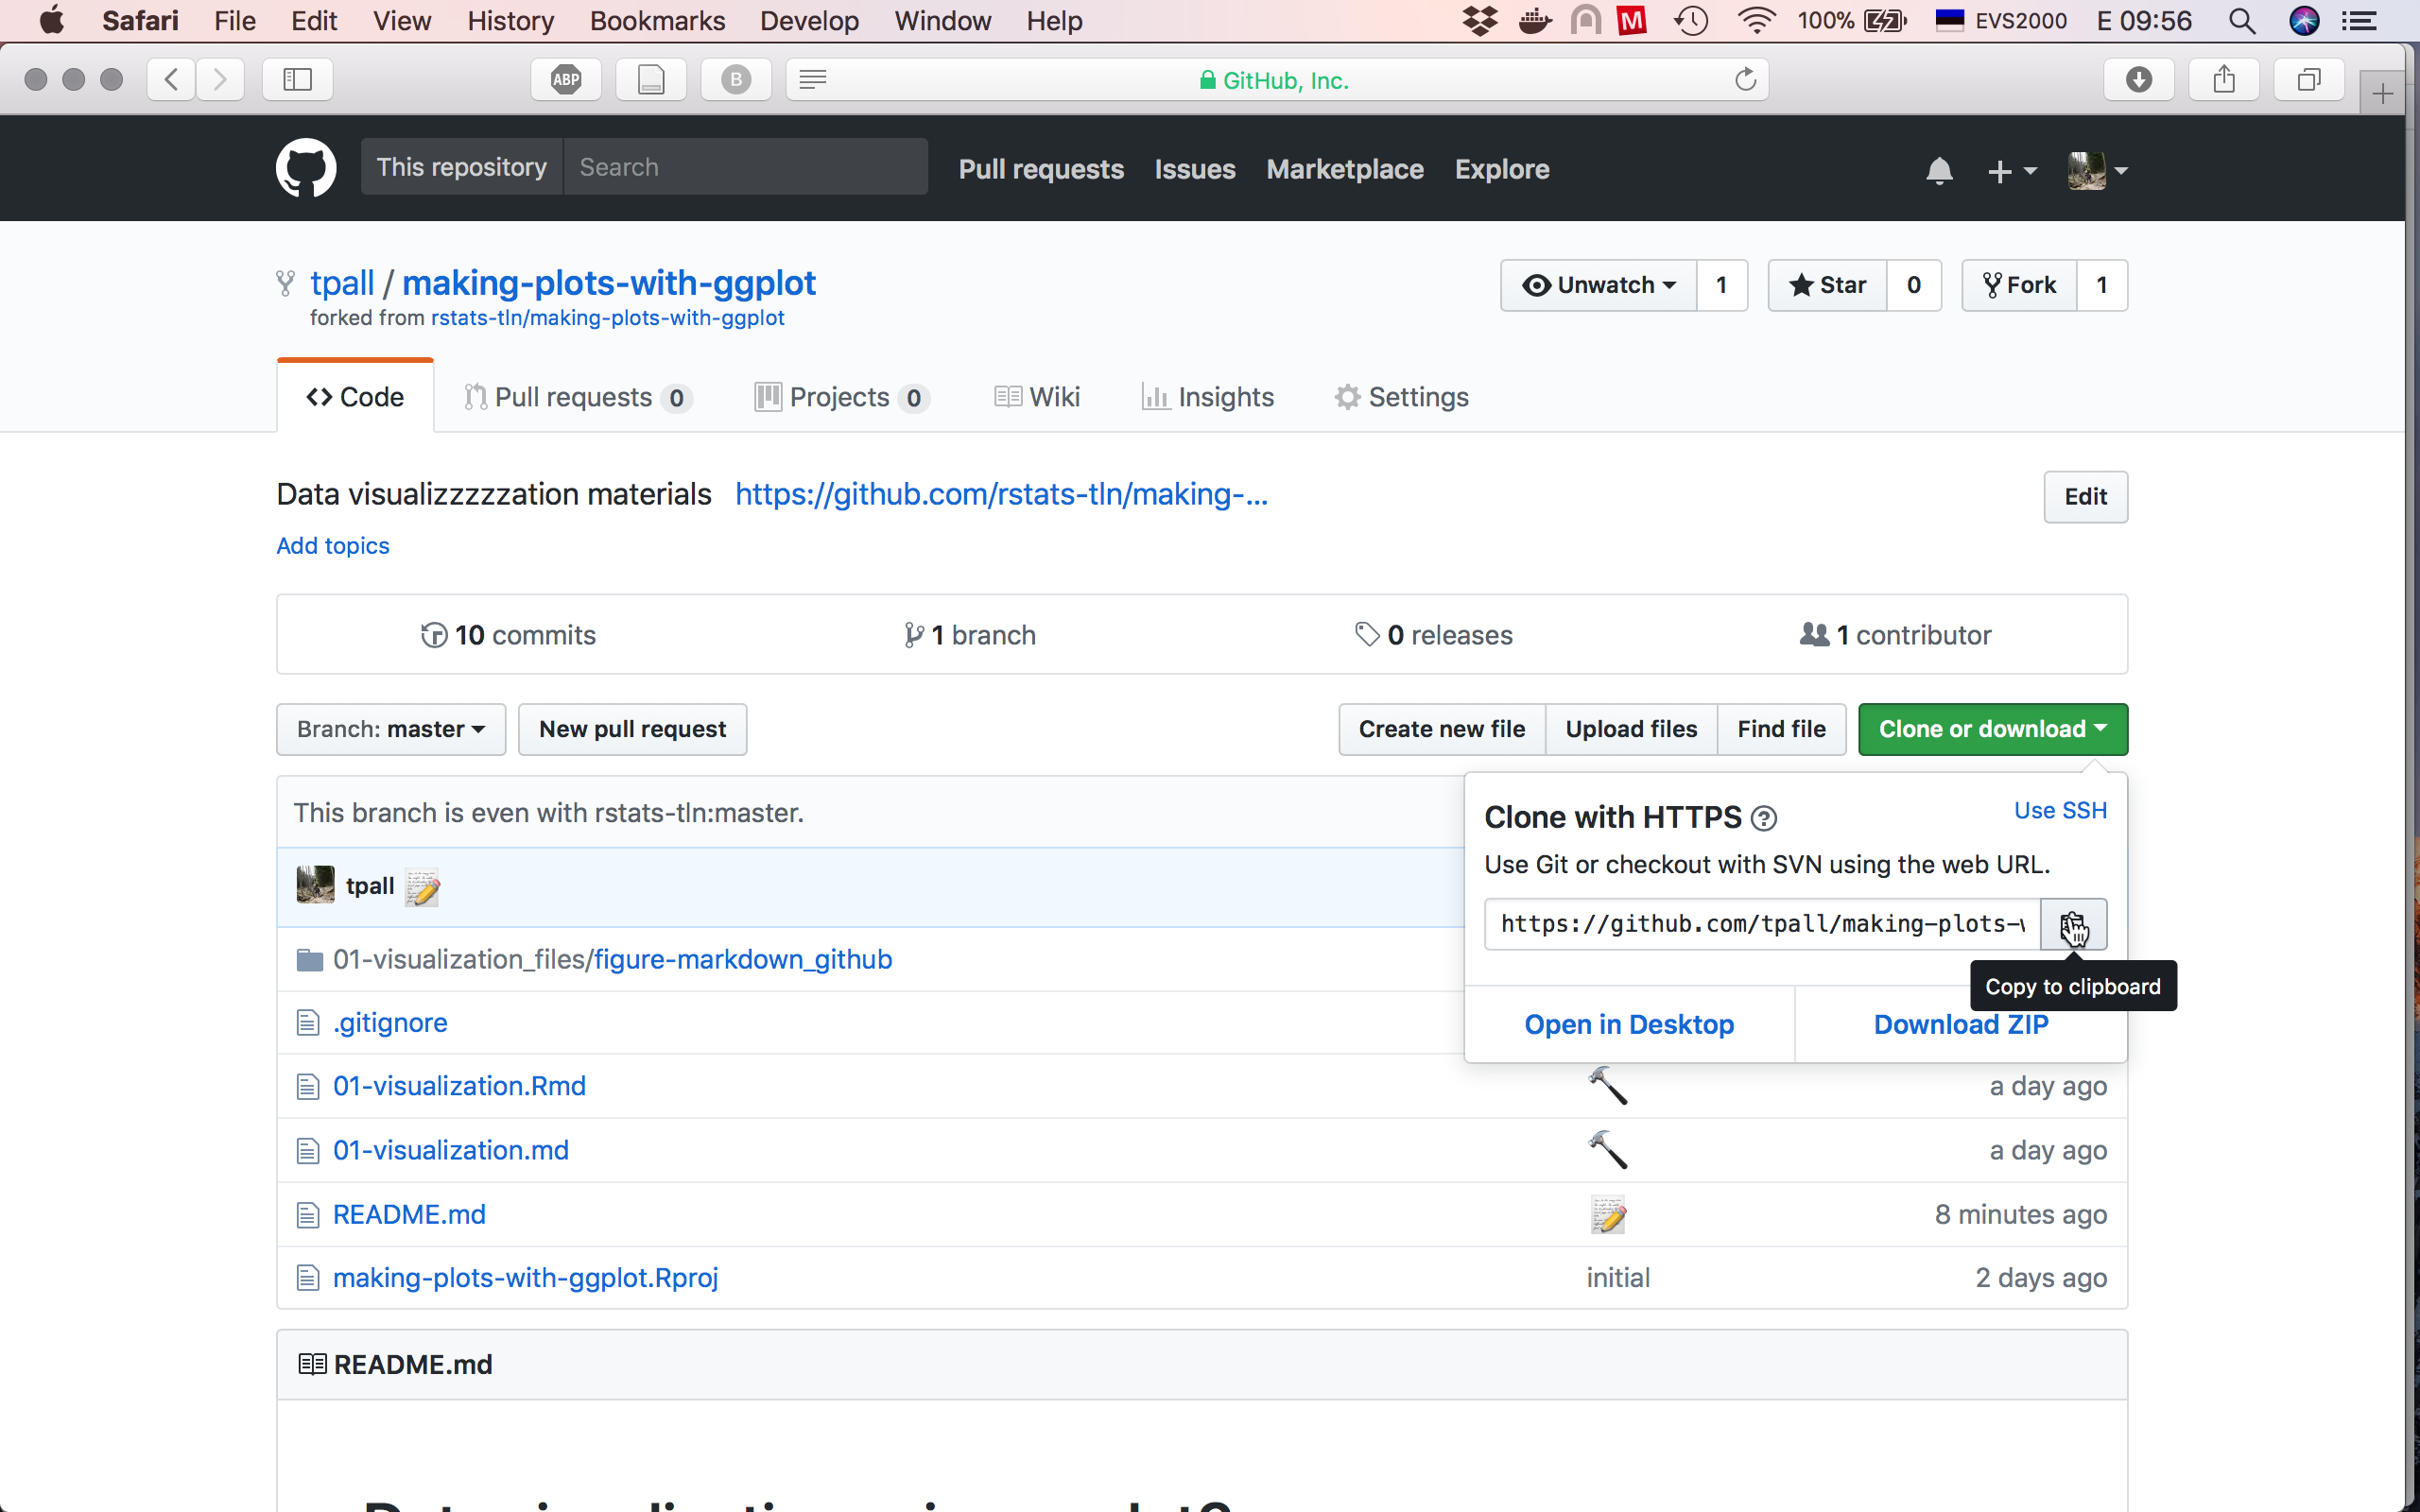 Safari File Edit View History Bookmarks Develop Window Help 100% EVS2000 E 09:56
ABP B GitHub, Inc.
This repository Search Pull requests Issues Marketplace Explore
tpall / making-plots-with-ggplot Unwatch 1 Star 0 Fork 1
forked from rstats-tln/making-plots-with-ggplot
Code Pull requests 0 Projects 0 Wiki Insights Settings
Data visualizzzzzation materials https://github.com/rstats-tln/making-... Edit
Add topics
10 commits 1 branch 0 releases 1 contributor
Branch: master New pull request Create new file Upload files Find file Clone or download
This branch is even with rstats-tln:master.
Clone with HTTPS Use SSH
Use Git or checkout with SVN using the web URL.
https://github.com/tpall/making-plots-
Copy to clipboard
Open in Desktop Download ZIP
tpall
01-visualization_files/figure-markdown_github
.gitignore
01-visualization.Rmd a day ago
01-visualization.md a day ago
README.md 8 minutes ago
making-plots-with-ggplot.Rproj initial 2 days ago
README.md